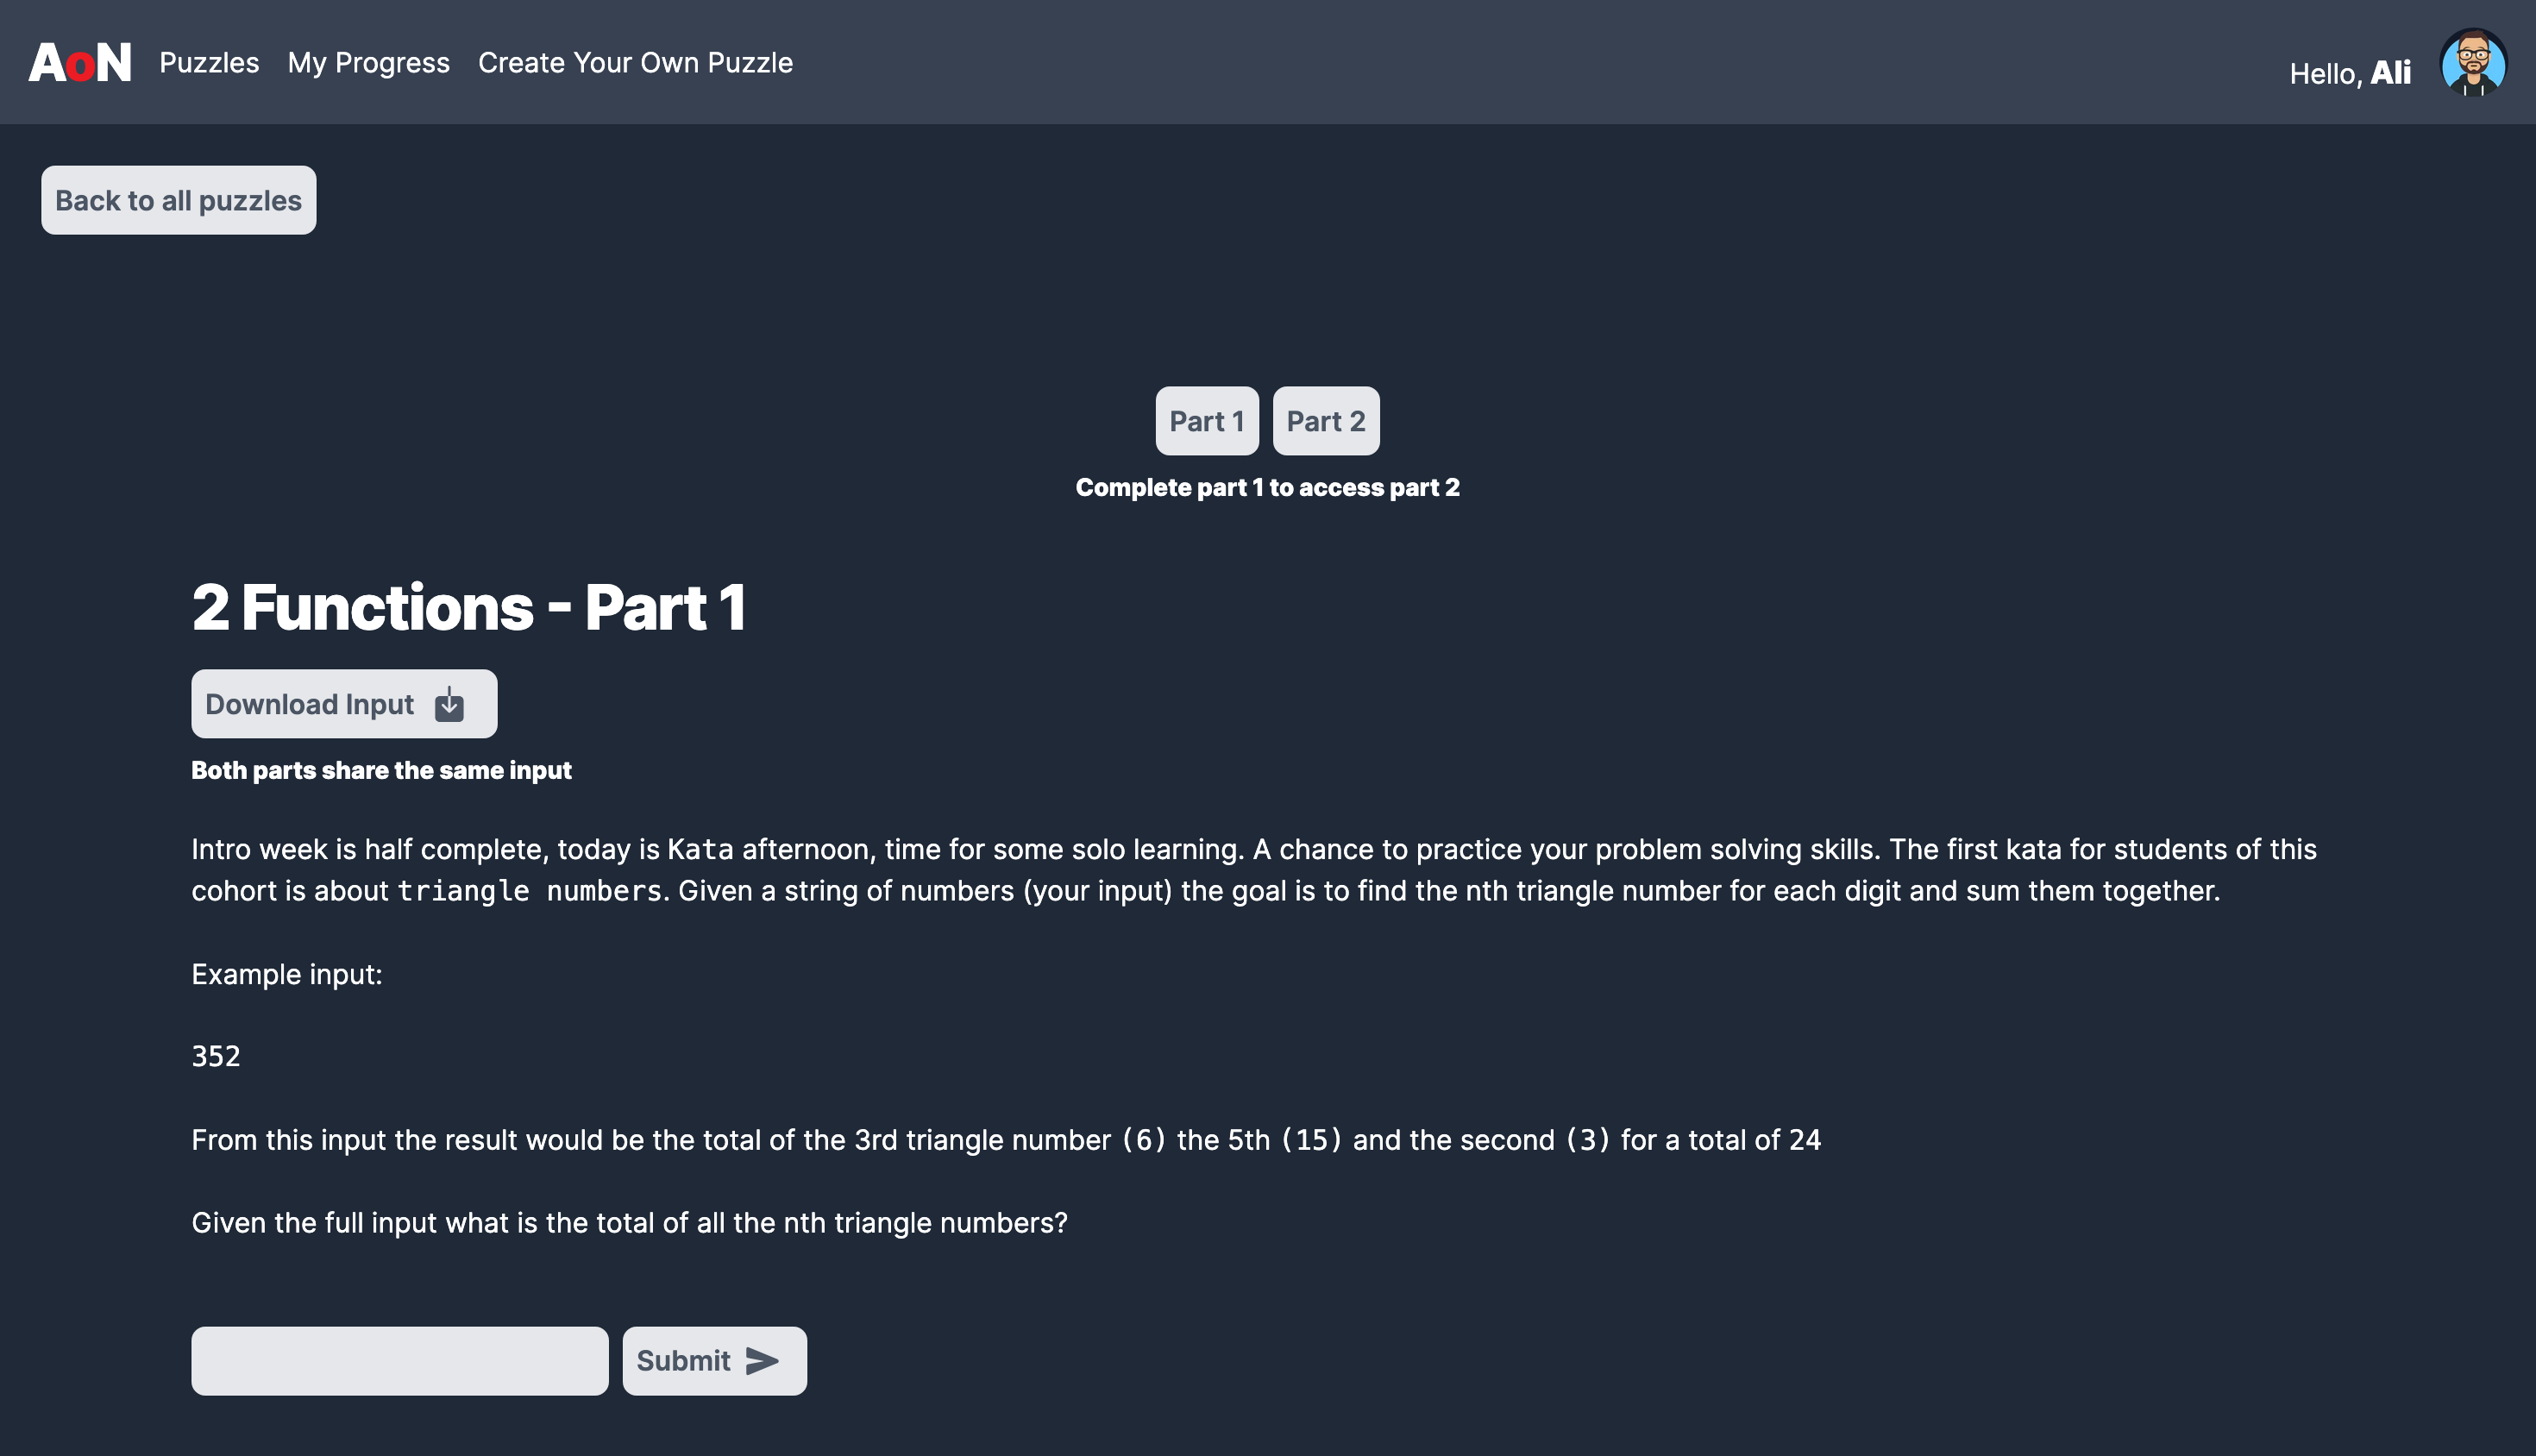 AoN Puzzles My Progress Create Your Own Puzzle Hello, Ali
Back to all puzzles
Part 1 Part 2
Complete part 1 to access part 2
2 Functions - Part 1
Download Input
Both parts share the same input
Intro week is half complete, today is Kata afternoon, time for some solo learning. A chance to practice your problem solving skills. The first kata for students of this
cohort is about triangle numbers. Given a string of numbers (your input) the goal is to find the nth triangle number for each digit and sum them together.
Example input:
352
From this input the result would be the total of the 3rd triangle number (6) the 5th (15) and the second (3) for a total of 24
Given the full input what is the total of all the nth triangle numbers?
Submit